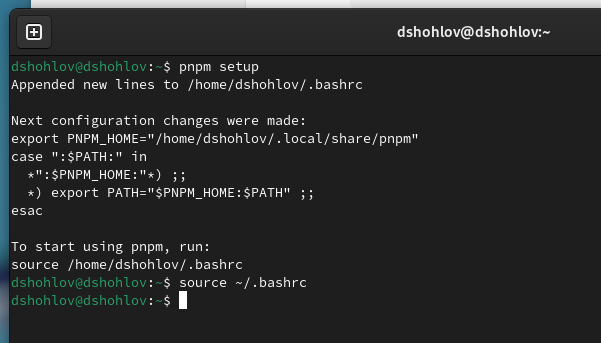 dshohlov@dshohlov:~
dshohlov@dshohlov:~$ pnpm setup
Appended new lines to /home/dshohlov/.bashrc
Next configuration changes were made:
export PNPM_HOME="/home/dshohlov/.local/share/pnpm"
case ":$PATH:" in
  *":$PNPM_HOME:"*) ;;
  *) export PATH="$PNPM_HOME:$PATH" ;;
esac
To start using pnpm, run:
source /home/dshohlov/.bashrc
dshohlov@dshohlov:~$ source ~/.bashrc
dshohlov@dshohlov:~$